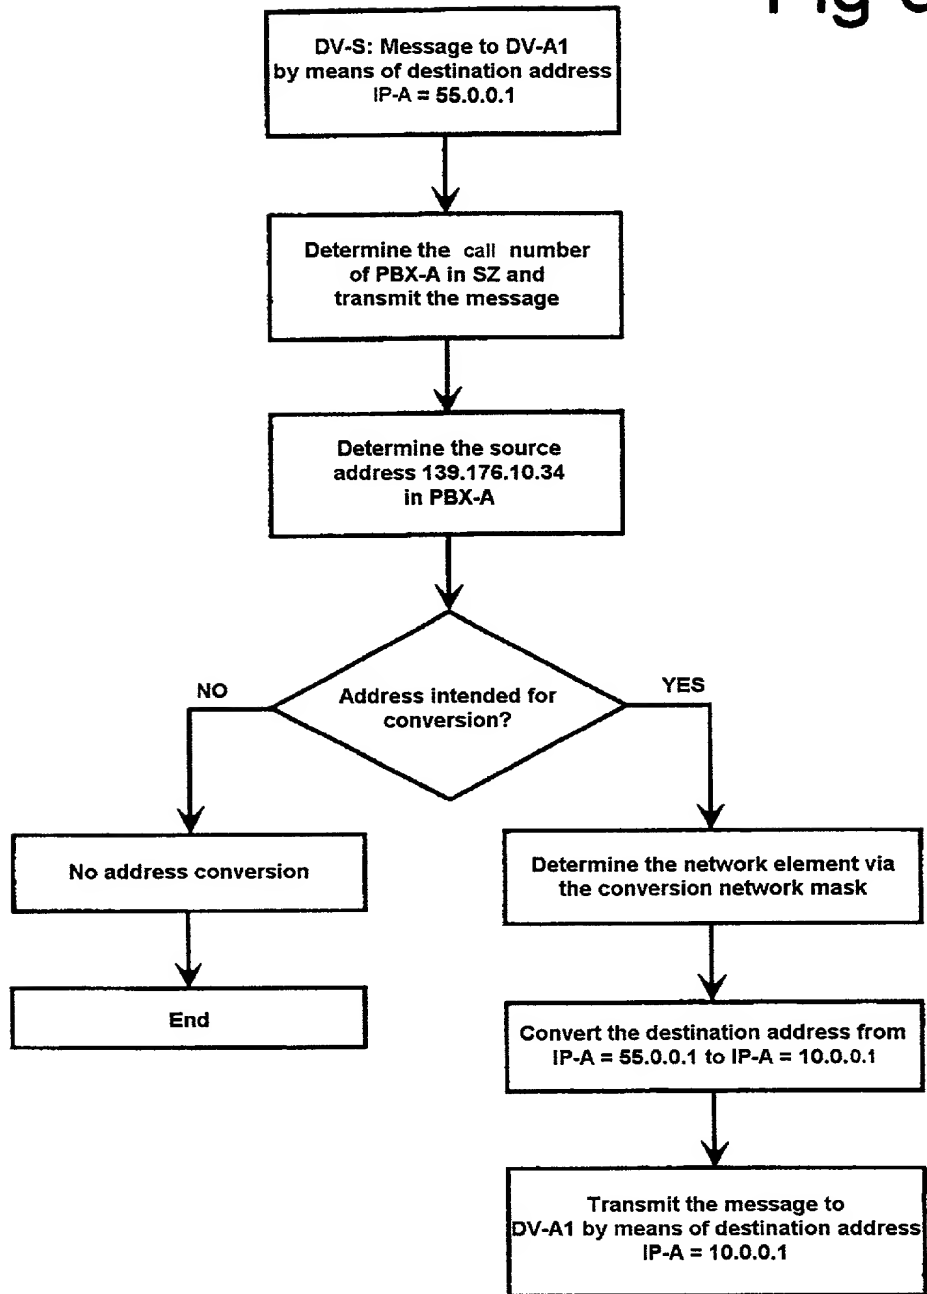 Fig
DV-S: Message to DV-A1
by means of destination address
IP-A = 55.0.0.1
Determine the call number
of PBX-A in SZ and
transmit the message
Determine the source
address 139.176.10.34
in PBX-A
Address intended for
conversion?
NO
YES
No address conversion
End
Determine the network element via
the conversion network mask
Convert the destination address from
IP-A = 55.0.0.1 to IP-A = 10.0.0.1
Transmit the message to
DV-A1 by means of destination address
IP-A = 10.0.0.1